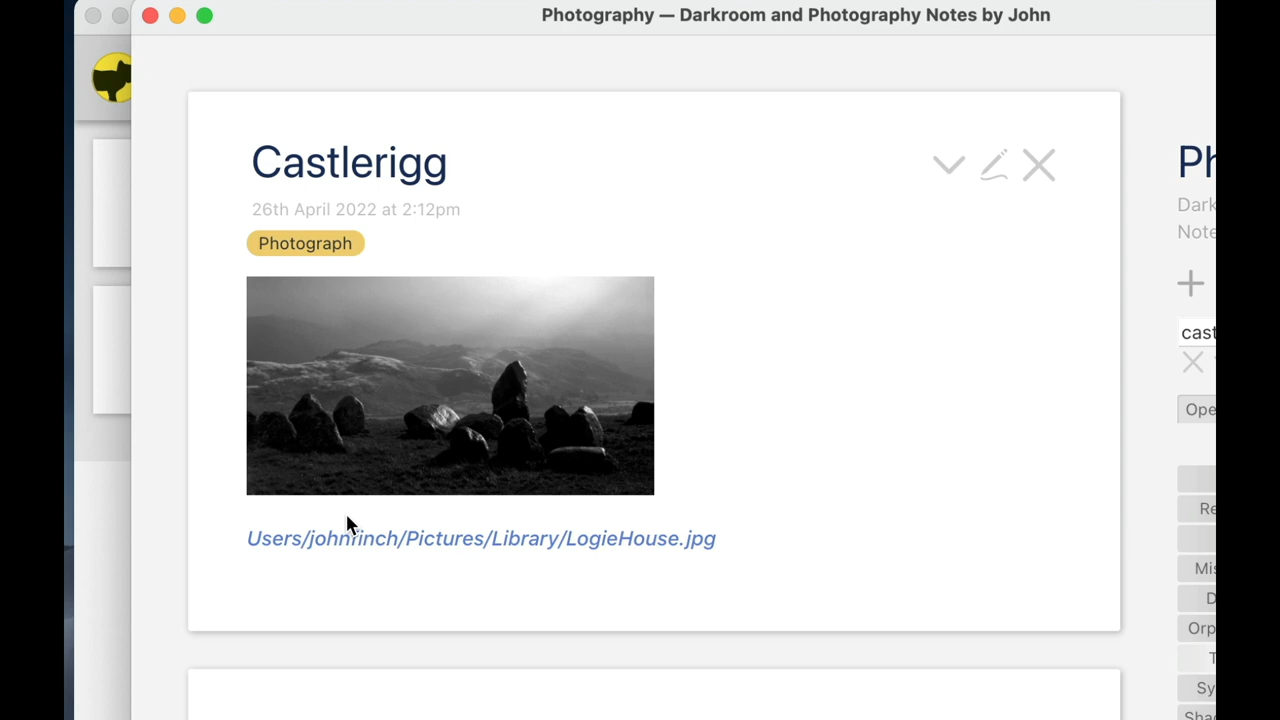 Photography — Darkroom and Photography Notes by John
Castlerigg
26th April 2022 at 2:12pm
Photograph
Users/johnfinch/Pictures/Library/LogieHouse.jpg
cast